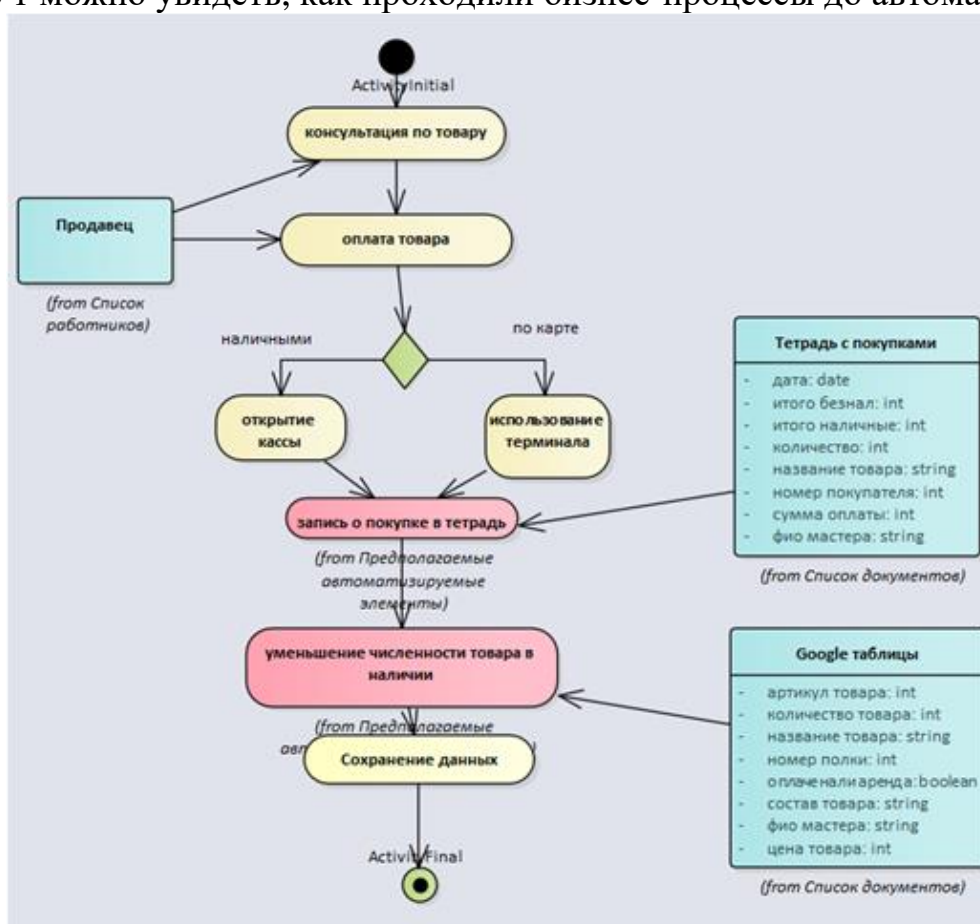 1 можно увидеть, как проходили бизнес-процессы до автома
ActivityInitial
консультация по товару
Продавец
(from Список
работников)
оплата товара
наличными
по карте
открытие
кассы
использование
терминала
запись о покупке в тетрадь
(from Предполагаемые
автоматизируемые
элементы)
Тетрадь с покупками
- дата: date
- итого безнал: int
- итого наличные: int
- количество: int
- название товара: string
- номер покупателя: int
- сумма оплаты: int
- фио мастера: string
(from Список документов)
уменьшение численности товара в
наличии
(from Предполагаемые
Сохранение данных
Google таблицы
- артикул товара: int
- количество товара: int
- название товара: string
- номер полки: int
- оплаченалиаренда: boolean
- состав товара: string
- фио мастера: string
- цена товара: int
(from Список документов)
ActivityFinal